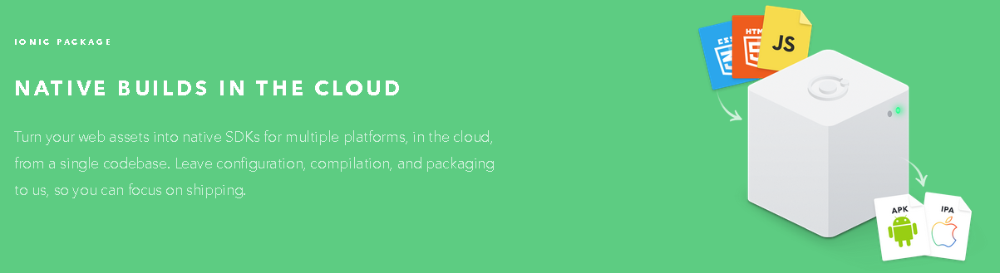 IONIC PACKAGE
NATIVE BUILDS IN THE CLOUD
Turn your web assets into native SDKs for multiple platforms, in the cloud,
from a single codebase. Leave configuration, compilation, and packaging
to us, so you can focus on shipping.
CSS
HTM
5
JS
APK
IPA